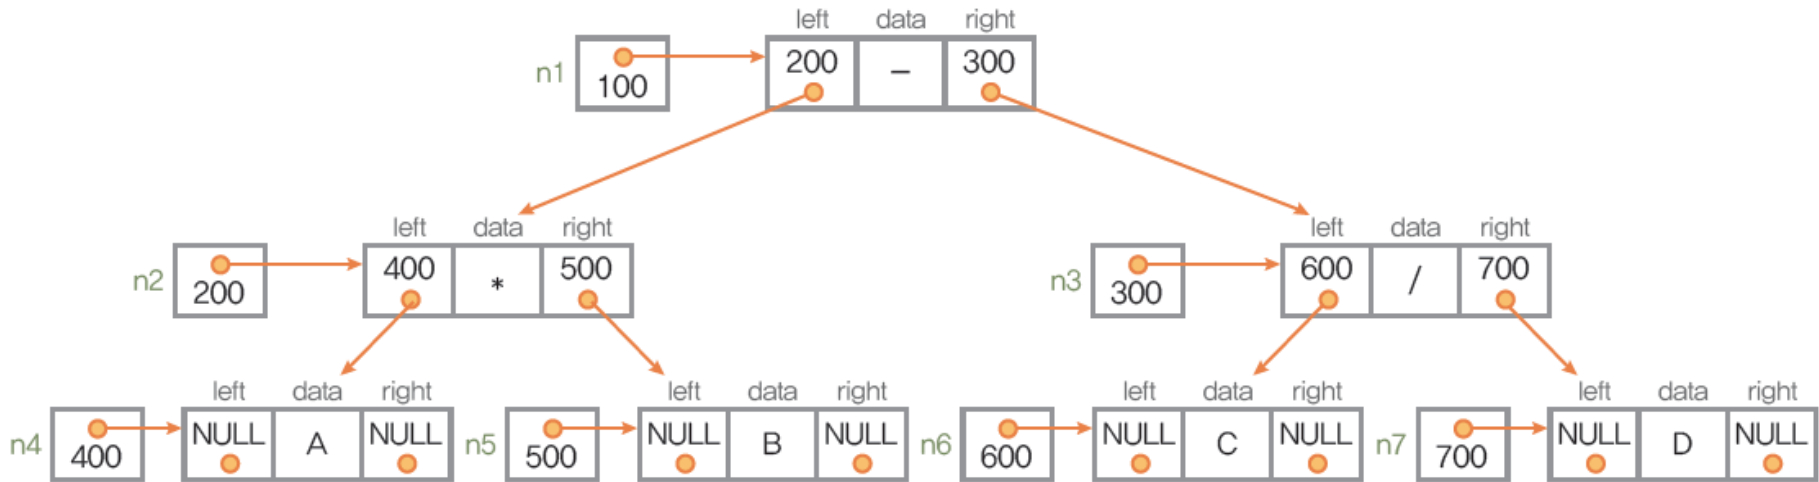 left data right
n1 100 200 – 300
left data right left data right
n2 200 400 * 500 n3 300 600 / 700
left data right left data right left data right left data right
n4 400 NULL A NULL n5 500 NULL B NULL n6 600 NULL C NULL n7 700 NULL D NULL